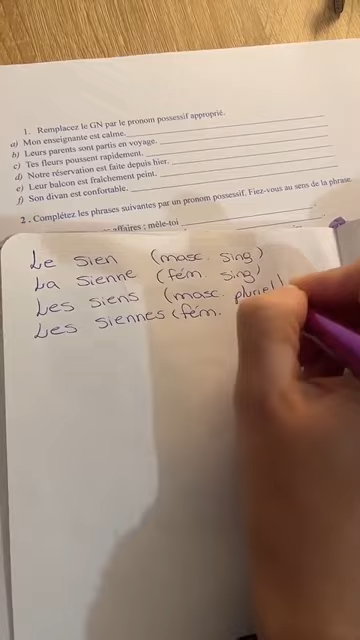 1. Remplacez le GN par le pronom possessif approprié.
a) Mon enseignante est calme.
b) Leurs parents sont partis en voyage.
c) Tes fleurs poussent rapidement.
d) Notre réservation est faite depuis hier.
e) Leur balcon est fraîchement peint.
f) Son divan est confortable.
2. Complétez les phrases suivantes par un pronom possessif. Fiez-vous au sens de la phrase
affaires ; mêle-toi
Le sien (masc. sing)
La sienne (fém. sing)
Les siens (masc. pluriel)
Les siennes (fém.